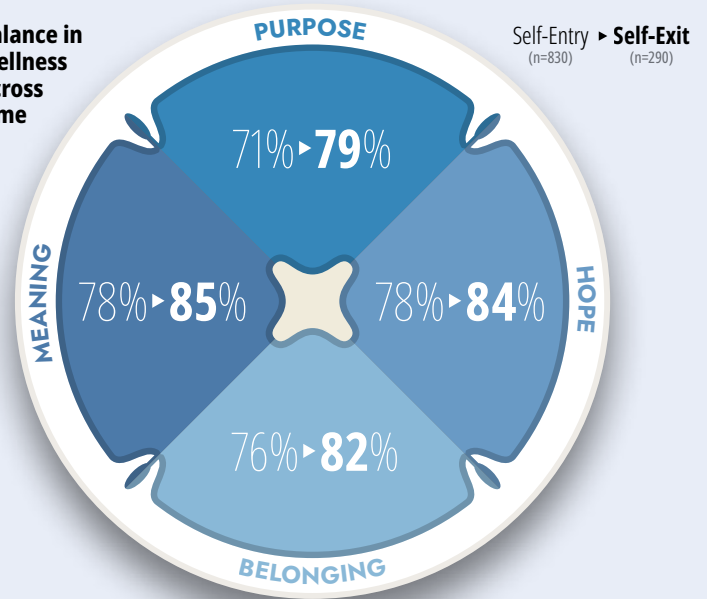 lance in
ellness
cross
me
Self-Entry ▸ Self-Exit
(n=830) (n=290)
PURPOSE
71% ▸ 79%
MEANING
78% ▸ 85%
78% ▸ 84%
HOPE
76% ▸ 82%
BELONGING